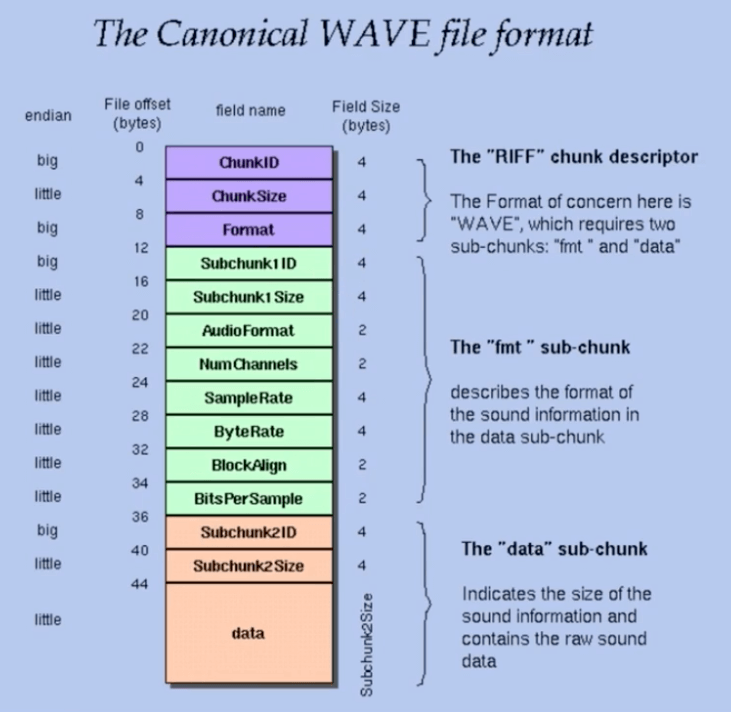 The Canonical WAVE file format
endian
File offset
(bytes)
field name
Field Size
(bytes)
0
big ChunkID 4
4
little ChunkSize 4
8
big Format 4
12
big Subchunk1ID 4
16
little Subchunk1Size 4
20
little AudioFormat 2
22
little NumChannels 2
24
little SampleRate 4
28
little ByteRate 4
32
little BlockAlign 2
34
little BitsPerSample 2
36
big Subchunk2ID 4
40
little Subchunk2Size 4
44
little data Subchunk2Size
The "RIFF" chunk descriptor
The Format of concern here is
"WAVE", which requires two
sub-chunks: "fmt " and "data"
The "fmt " sub-chunk
describes the format of
the sound information in
the data sub-chunk
The "data" sub-chunk
Indicates the size of the
sound information and
contains the raw sound
data